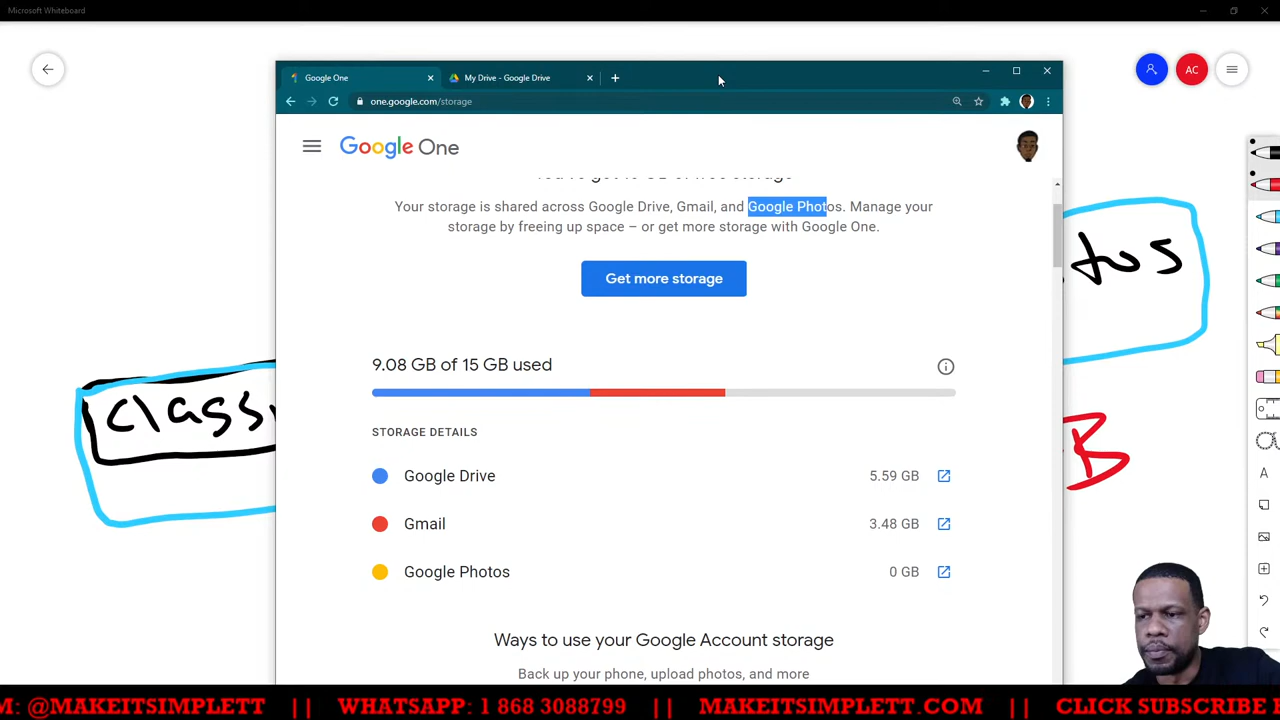 Microsoft Whiteboard
Google One
My Drive - Google Drive
one.google.com/storage
AC
Google One
Your storage is shared across Google Drive, Gmail, and Google Photos. Manage your
storage by freeing up space – or get more storage with Google One.
Get more storage
9.08 GB of 15 GB used
STORAGE DETAILS
Google Drive 5.59 GB
Gmail 3.48 GB
Google Photos 0 GB
Ways to use your Google Account storage
Back up your phone, upload photos, and more
class
tos
B
M: @MAKEITSIMPLETT || WHATSAPP: 1 868 3088799 || MAKEITSIMPLETT.COM || CLICK SUBSCRIBE